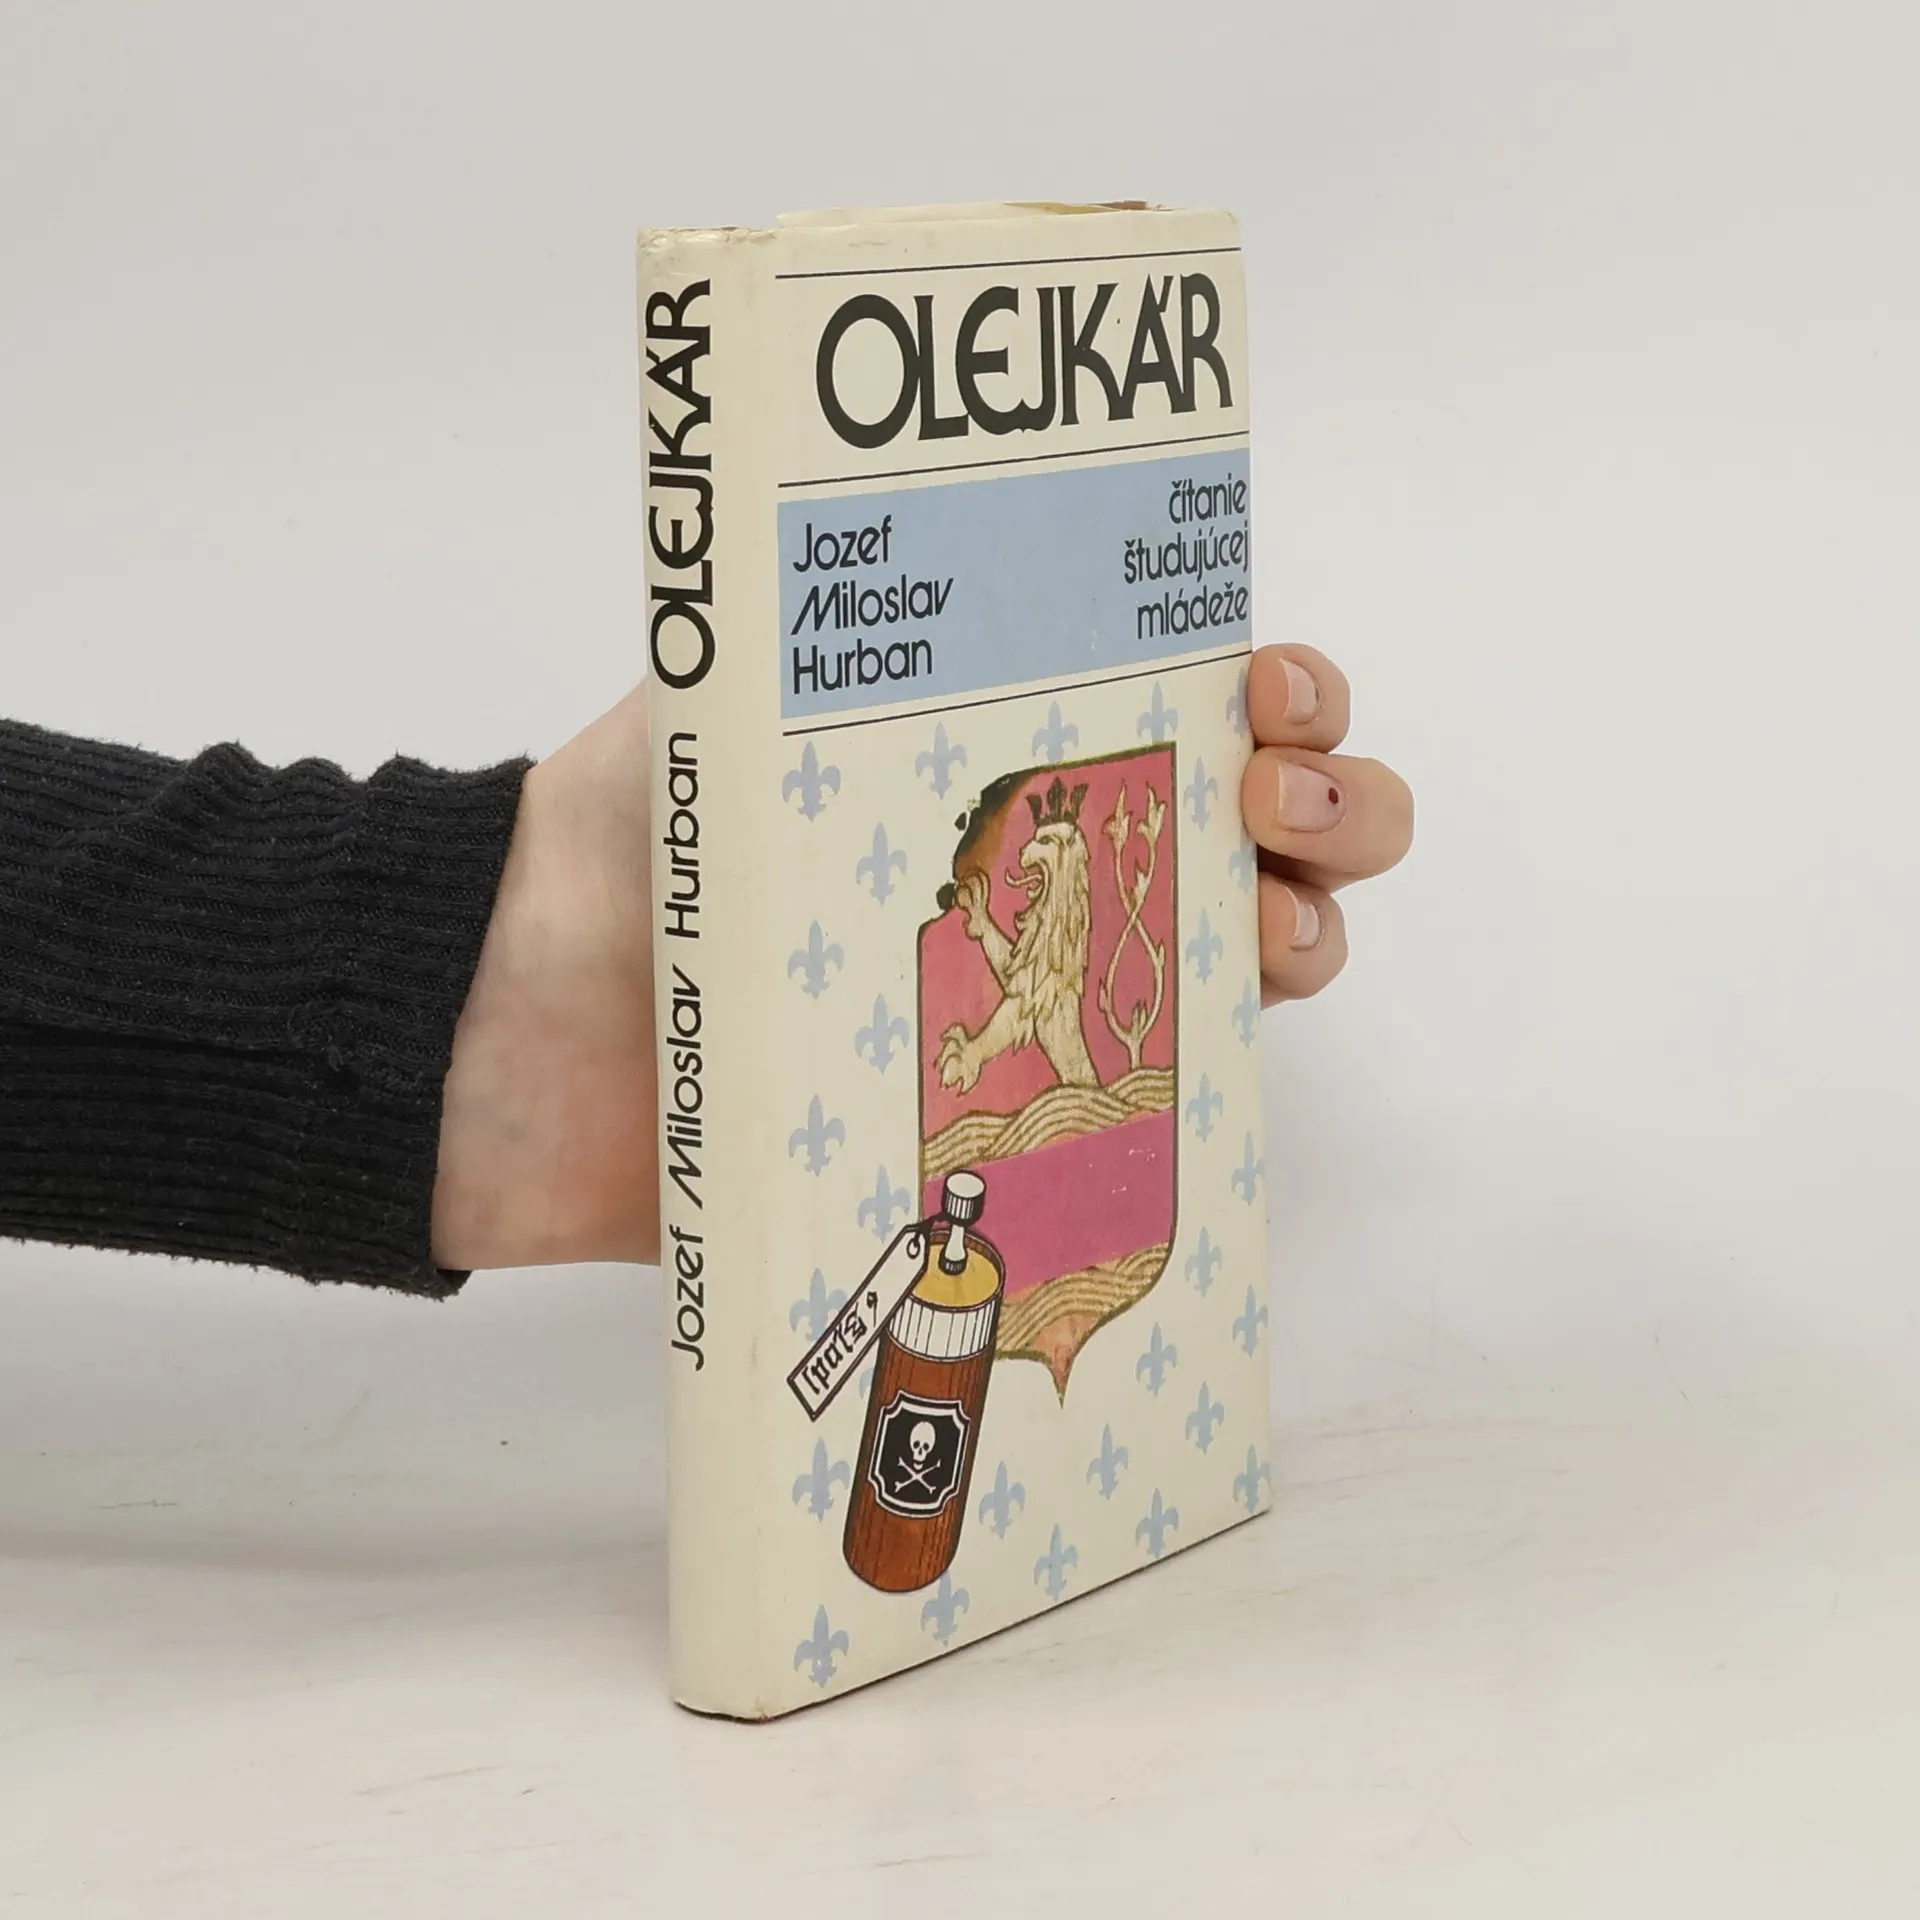 OLEJKÁR
Jozef
Miloslav
Hurban
čítanie
študujúcej
mládeže
Jozef Miloslav Hurban OLEJKÁR